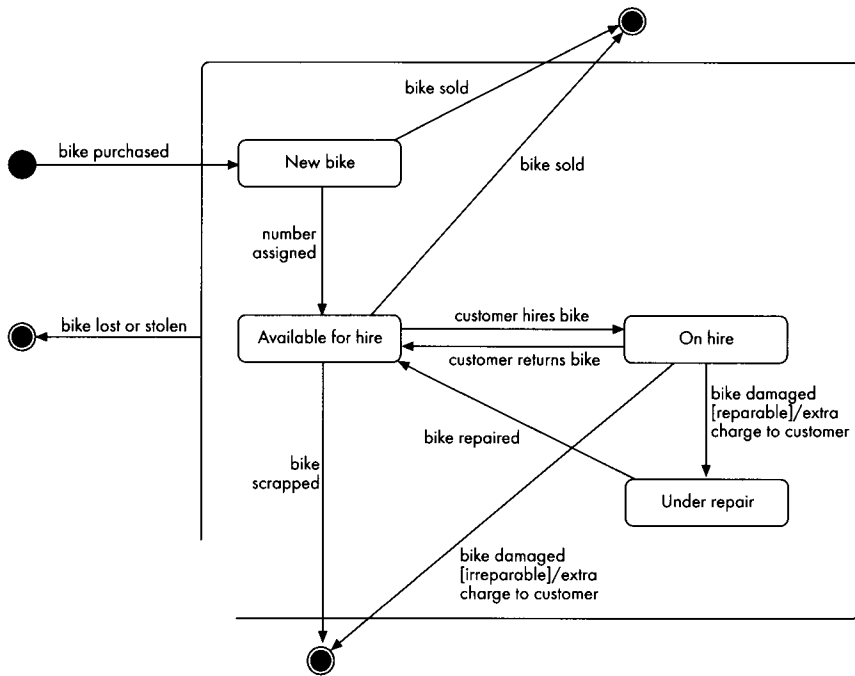 bike sold
bike purchased
New bike
bike sold
number
assigned
bike lost or stolen
Available for hire
customer hires bike
customer returns bike
On hire
bike damaged
[reparable]/extra
charge to customer
bike repaired
bike
scrapped
Under repair
bike damaged
[irreparable]/extra
charge to customer